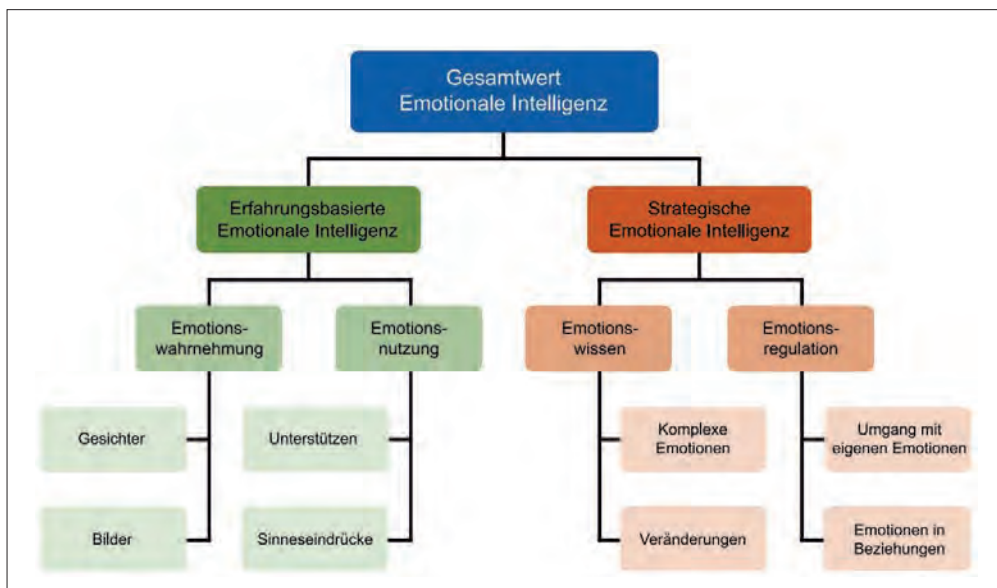 Gesamtwert
Emotionale Intelligenz
Erfahrungsbasierte
Emotionale Intelligenz
Strategische
Emotionale Intelligenz
Emotions-
wahrnehmung
Emotions-
nutzung
Emotions-
wissen
Emotions-
regulation
Gesichter
Unterstützen
Komplexe
Emotionen
Umgang mit
eigenen Emotionen
Bilder
Sinneseindrücke
Veränderungen
Emotionen in
Beziehungen